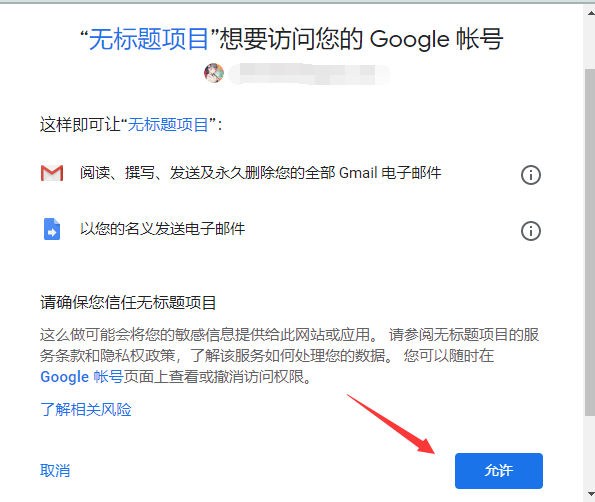 “无标题项目”想要访问您的 Google 帐号
这样即可让“无标题项目”：
阅读、撰写、发送及永久删除您的全部 Gmail 电子邮件
以您的名义发送电子邮件
请确保您信任无标题项目
这么做可能会将您的敏感信息提供给此网站或应用。 请参阅无标题项目的服
务条款和隐私权政策，了解该服务如何处理您的数据。 您可以随时在
Google 帐号页面上查看或撤消访问权限。
了解相关风险
取消
允许